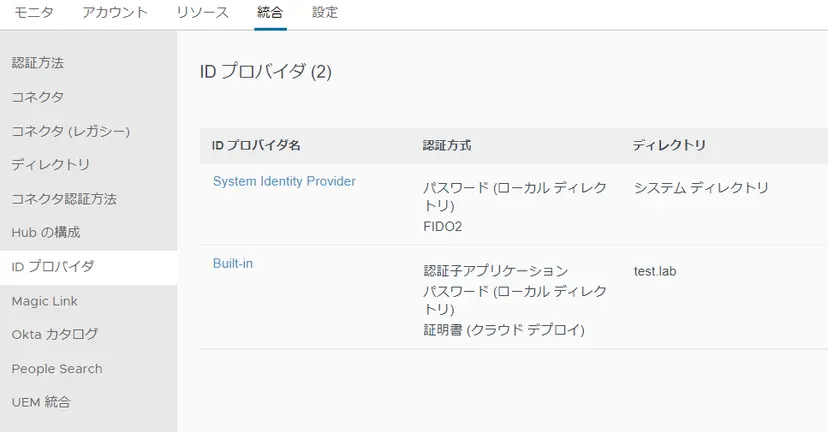 モニタ アカウント リソース 統合 設定
認証方法
コネクタ
コネクタ (レガシー)
ディレクトリ
コネクタ認証方法
Hub の構成
ID プロバイダ
Magic Link
Okta カタログ
People Search
UEM 統合
ID プロバイダ (2)
ID プロバイダ名 認証方式 ディレクトリ
System Identity Provider
パスワード (ローカル ディレク
トリ)
FIDO2
システム ディレクトリ
Built-in
認証子アプリケーション
パスワード (ローカル ディレク
トリ)
証明書 (クラウド デプロイ)
test.lab